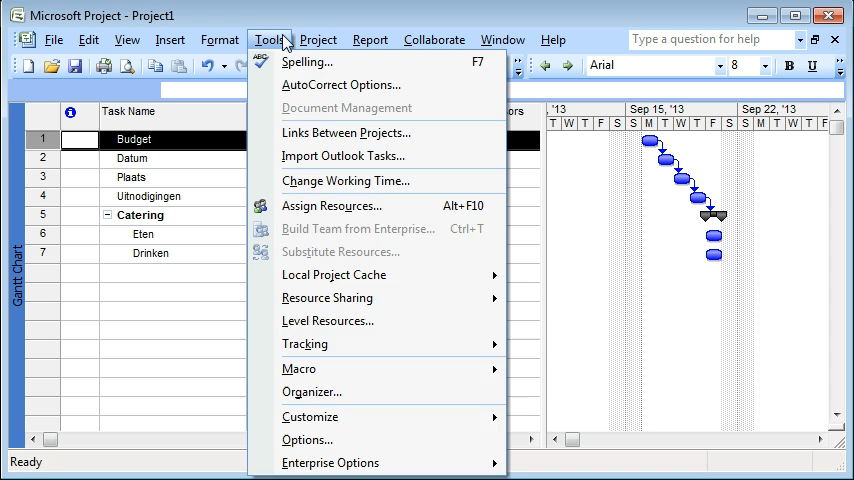 Microsoft Project - Project1
File Edit View Insert Format Tools Project Report Collaborate Window Help Type a question for help
Arial 8 B U
Task Name
1 Budget
2 Datum
3 Plaats
4 Uitnodigingen
5 Catering
6 Eten
7 Drinken
Gantt Chart
ABC Spelling... F7
AutoCorrect Options...
Document Management
Links Between Projects...
Import Outlook Tasks...
Change Working Time...
Assign Resources... Alt+F10
Build Team from Enterprise... Ctrl+T
Substitute Resources...
Local Project Cache
Resource Sharing
Level Resources...
Tracking
Macro
Organizer...
Customize
Options...
Enterprise Options
sors
, '13 Sep 15, '13 Sep 22, '13
T W T F S S M T W T F S S M T W T F
Ready